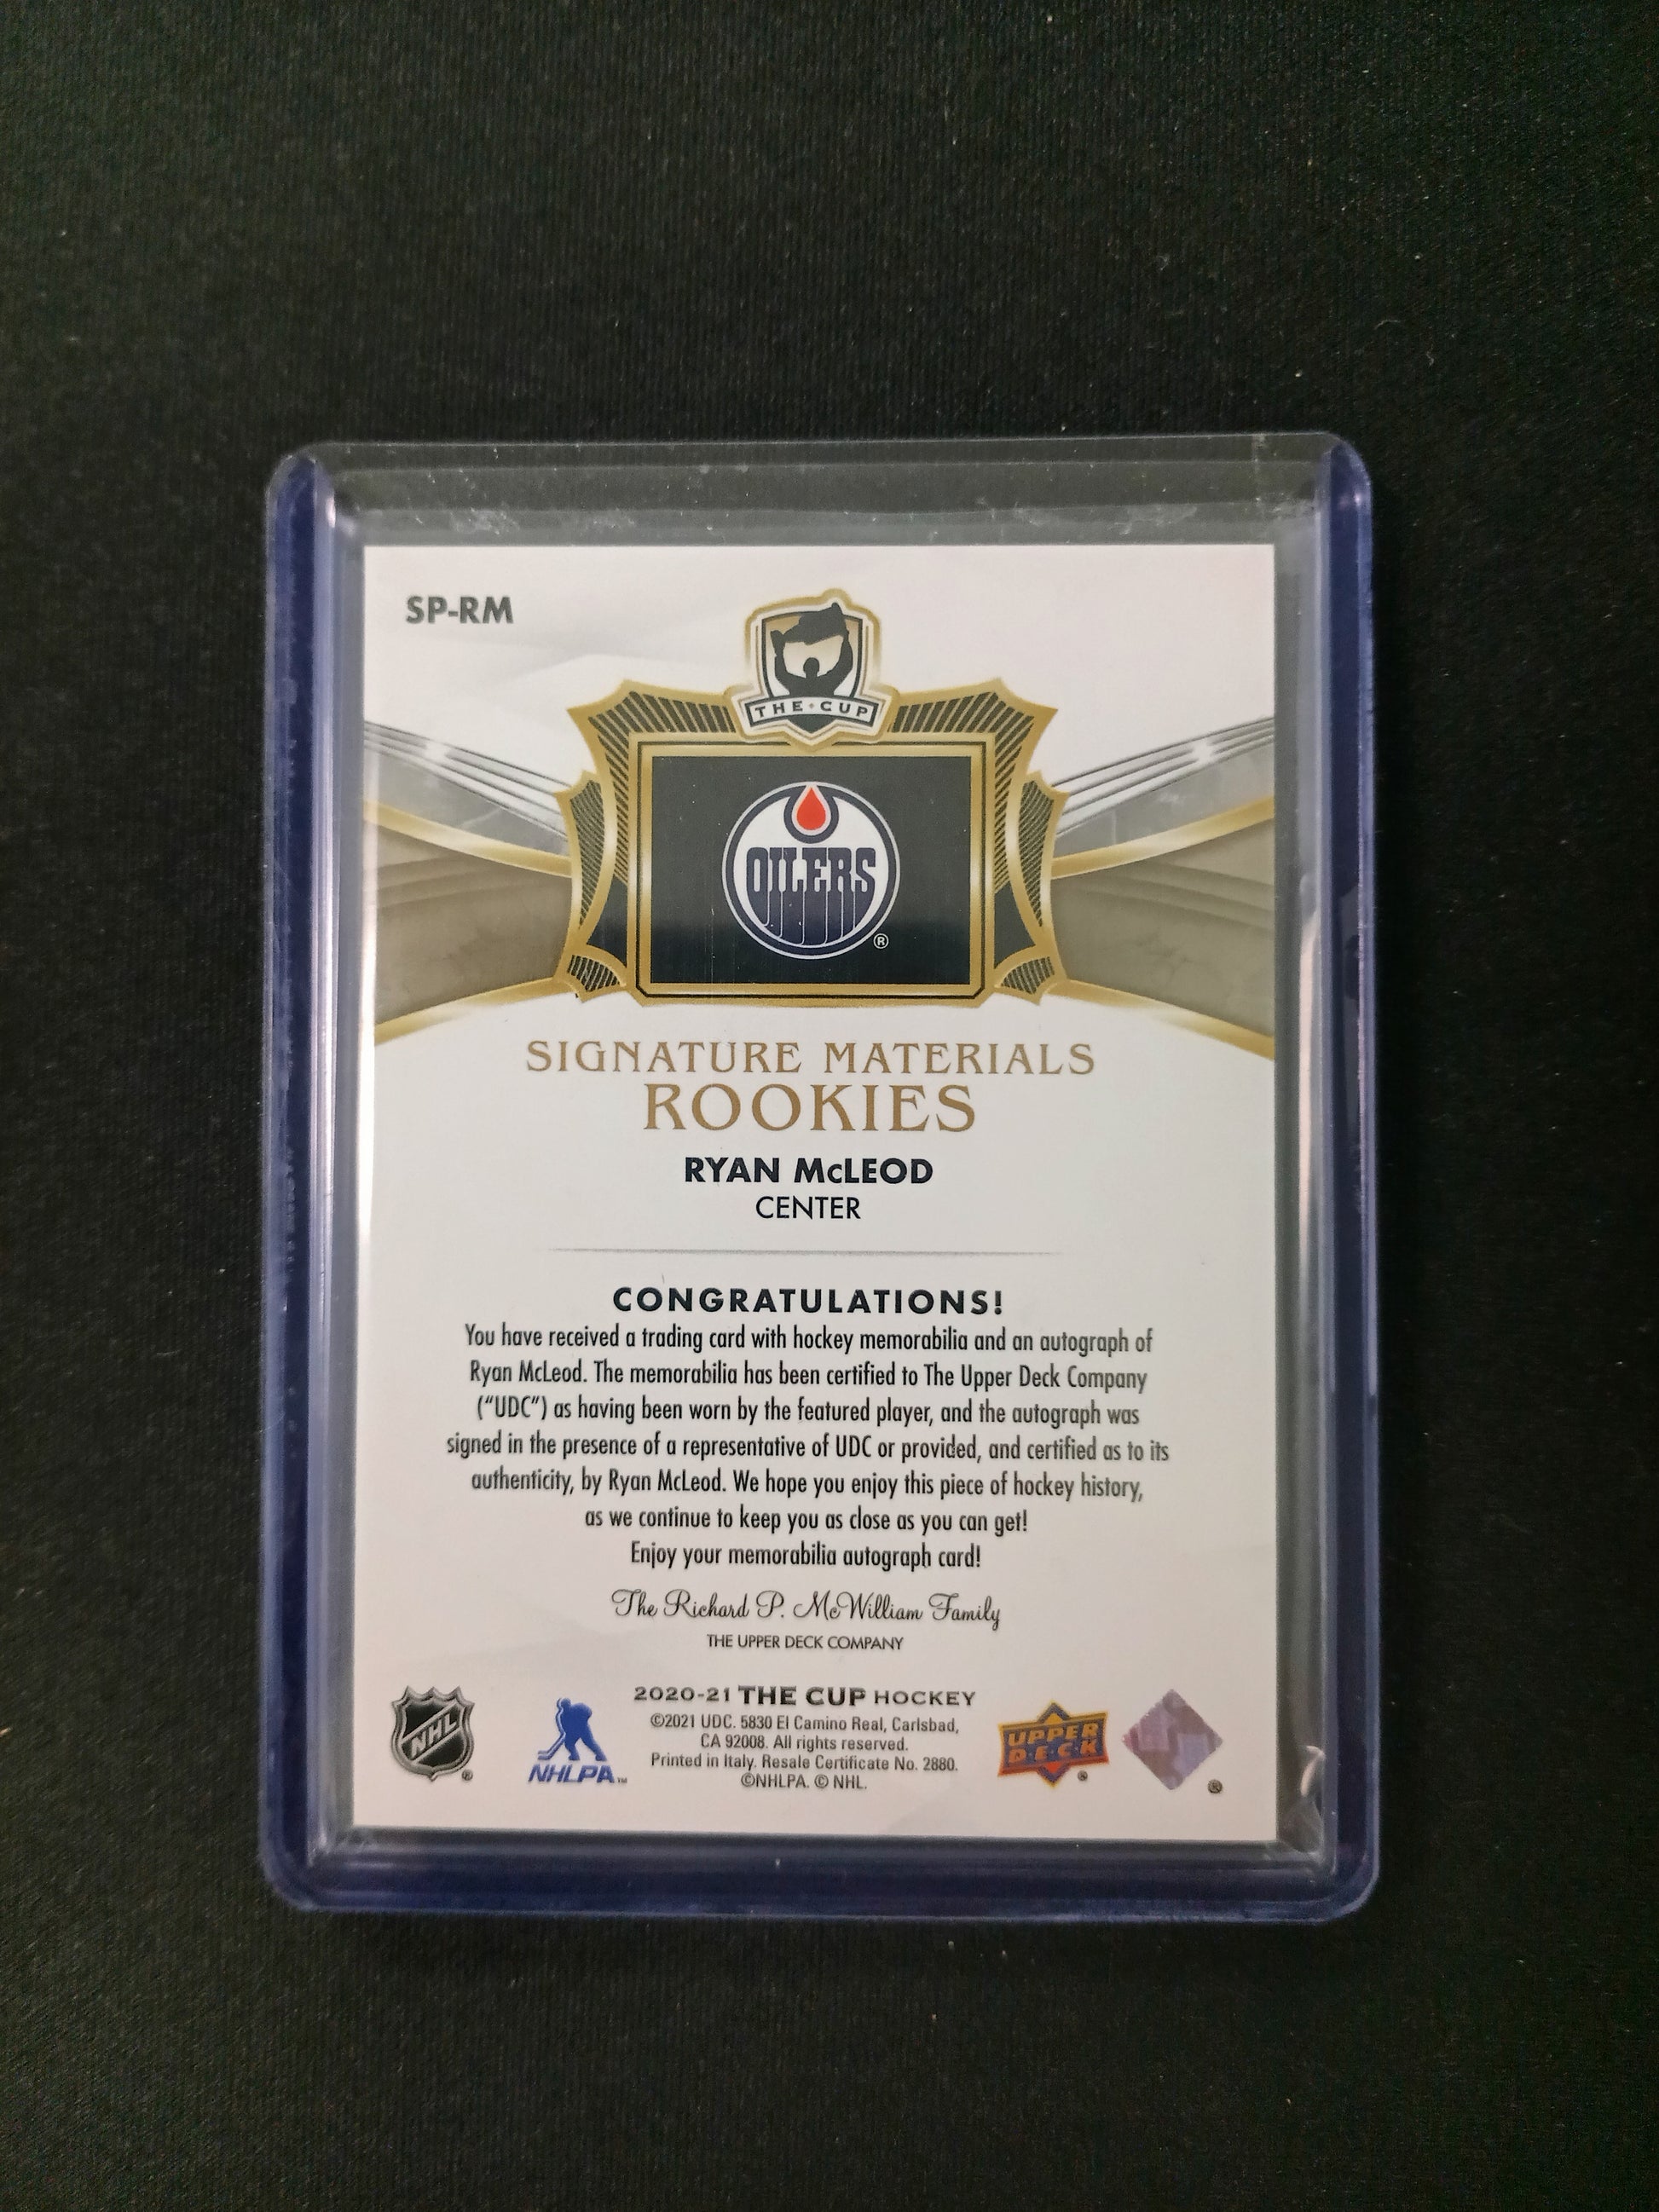 SP-RM
THE · CUP
OILERS
®
SIGNATURE MATERIALS
ROOKIES
RYAN McLEOD
CENTER
CONGRATULATIONS!
You have received a trading card with hockey memorabilia and an autograph of
Ryan McLeod. The memorabilia has been certified to The Upper Deck Company
(“UDC”) as having been worn by the featured player, and the autograph was
signed in the presence of a representative of UDC or provided, and certified as to its
authenticity, by Ryan McLeod. We hope you enjoy this piece of hockey history,
as we continue to keep you as close as you can get!
Enjoy your memorabilia autograph card!
The Richard P. McWilliam Family
THE UPPER DECK COMPANY
NHL
®
NHLPA™
2020-21 THE CUP HOCKEY
©2021 UDC. 5830 El Camino Real, Carlsbad,
CA 92008. All rights reserved.
Printed in Italy. Resale Certificate No. 2880.
©NHLPA. © NHL.
UPPER
DECK
®
®